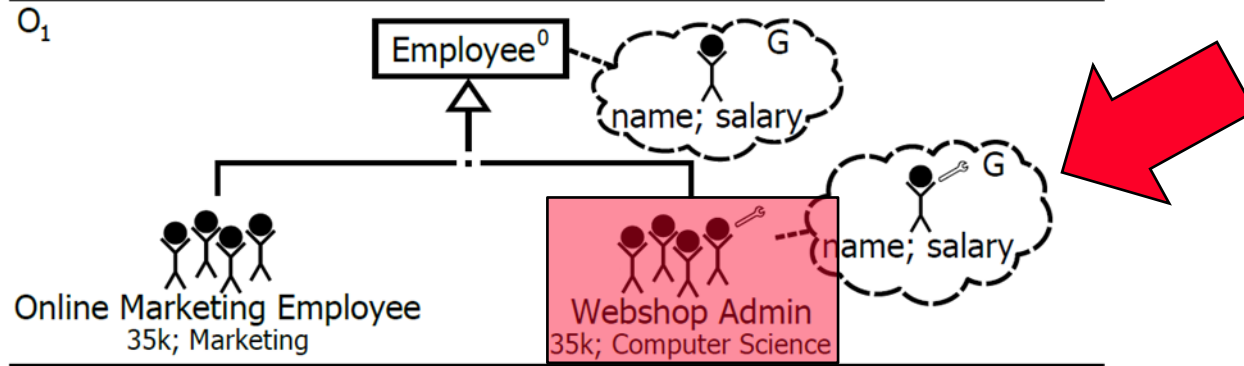 O₁
Employee⁰
G
name; salary
G
name; salary
Online Marketing Employee
35k; Marketing
Webshop Admin
35k; Computer Science